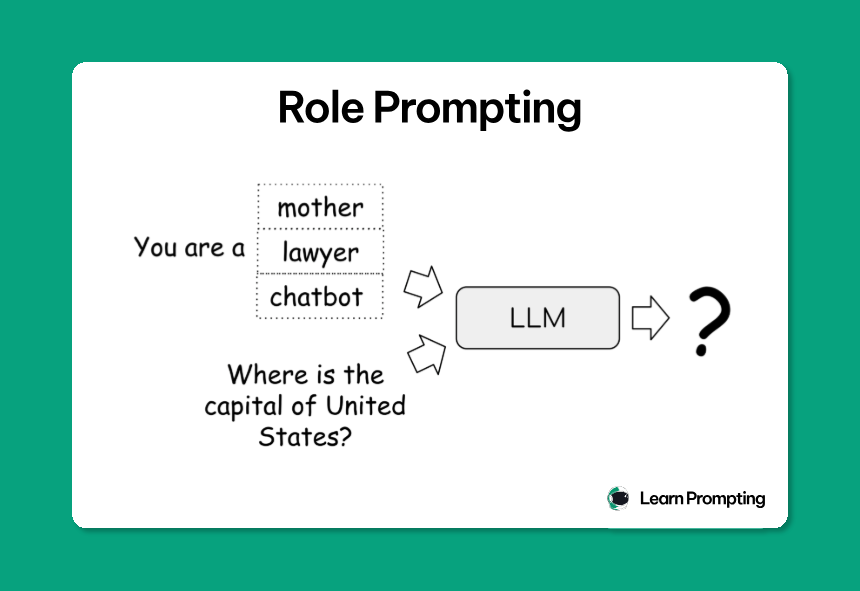 Role Prompting
mother
You are a
lawyer
chatbot
LLM
?
Where is the
capital of United
States?
Learn Prompting